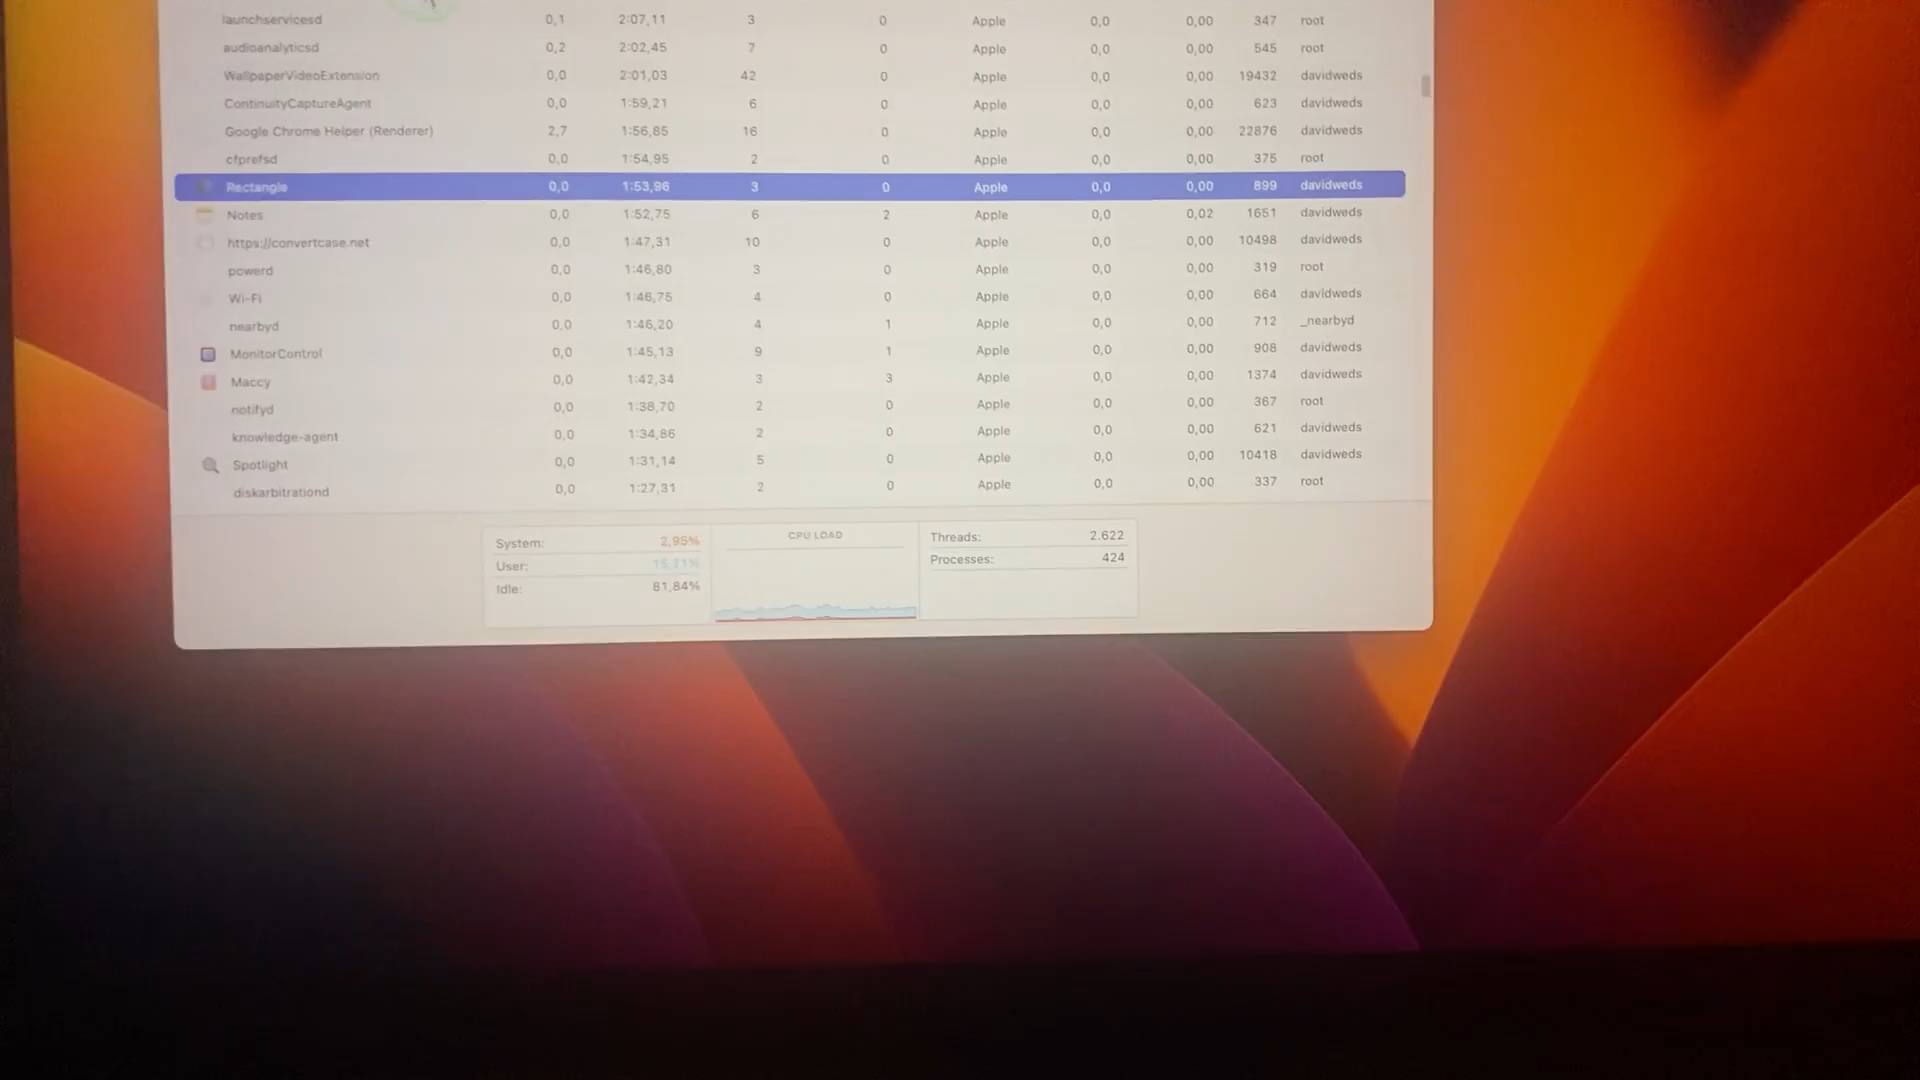 launchservicesd 0,1 2:07,11 3 0 Apple 0,0 0,00 347 root
audioanalyticsd 0,2 2:02,45 7 0 Apple 0,0 0,00 545 root
WallpaperVideoExtension 0,0 2:01,03 42 0 Apple 0,0 0,00 19432 davidweds
ContinuityCaptureAgent 0,0 1:59,21 6 0 Apple 0,0 0,00 623 davidweds
Google Chrome Helper (Renderer) 2,7 1:56,85 16 0 Apple 0,0 0,00 22876 davidweds
cfprefsd 0,0 1:54,95 2 0 Apple 0,0 0,00 375 root
Rectangle 0,0 1:53,96 3 0 Apple 0,0 0,00 899 davidweds
Notes 0,0 1:52,75 6 2 Apple 0,0 0,02 1651 davidweds
https://convertcase.net 0,0 1:47,31 10 0 Apple 0,0 0,00 10498 davidweds
powerd 0,0 1:46,80 3 0 Apple 0,0 0,00 319 root
Wi-Fi 0,0 1:46,75 4 0 Apple 0,0 0,00 664 davidweds
nearbyd 0,0 1:46,20 4 1 Apple 0,0 0,00 712 _nearbyd
MonitorControl 0,0 1:45,13 9 1 Apple 0,0 0,00 908 davidweds
Maccy 0,0 1:42,34 3 3 Apple 0,0 0,00 1374 davidweds
notifyd 0,0 1:38,70 2 0 Apple 0,0 0,00 367 root
knowledge-agent 0,0 1:34,86 2 0 Apple 0,0 0,00 621 davidweds
Spotlight 0,0 1:31,14 5 0 Apple 0,0 0,00 10418 davidweds
diskarbitrationd 0,0 1:27,31 2 0 Apple 0,0 0,00 337 root
System: 2,95%
User: 15,21%
Idle: 81,84%
CPU LOAD
Threads: 2.622
Processes: 424